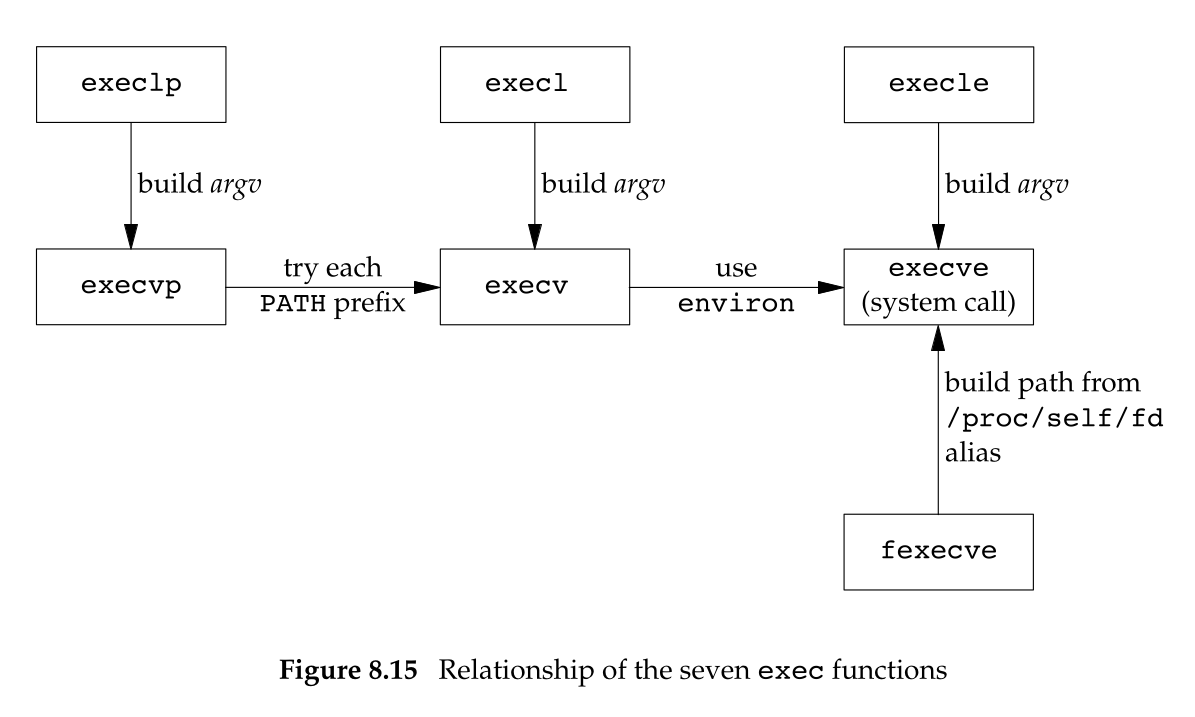 execlp
execl
execle
build argv
build argv
build argv
execvp
try each
PATH prefix
execv
use
environ
execve
(system call)
build path from
/proc/self/fd
alias
fexecve
Figure 8.15 Relationship of the seven exec functions